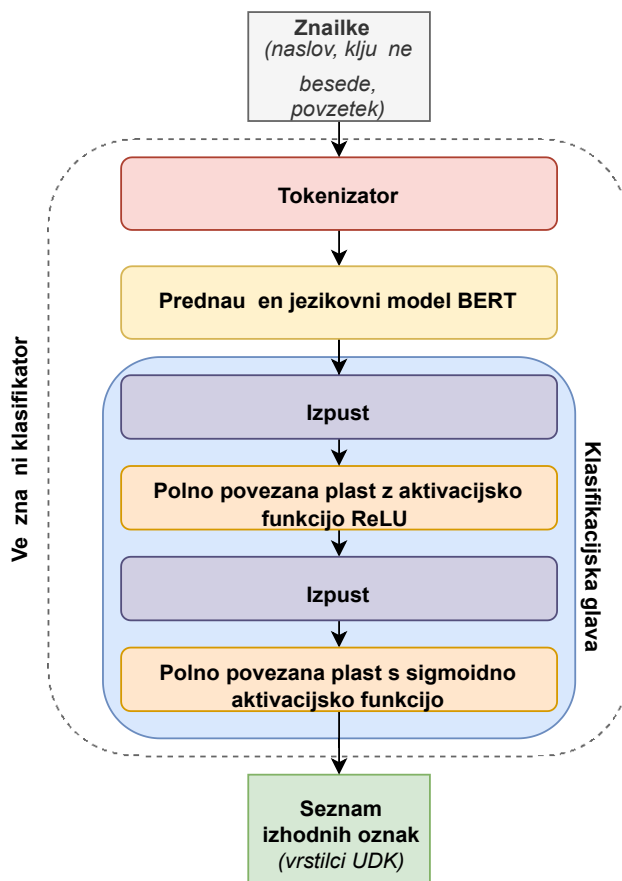 Znailke
(naslov, klju ne
besede,
povzetek)
Tokenizator
Prednau en jezikovni model BERT
Ve zna ni klasifikator
Izpust
Polno povezana plast z aktivacijsko
funkcijo ReLU
Izpust
Polno povezana plast s sigmoidno
aktivacijsko funkcijo
Klasifikacijska glava
Seznam
izhodnih oznak
(vrstilci UDK)